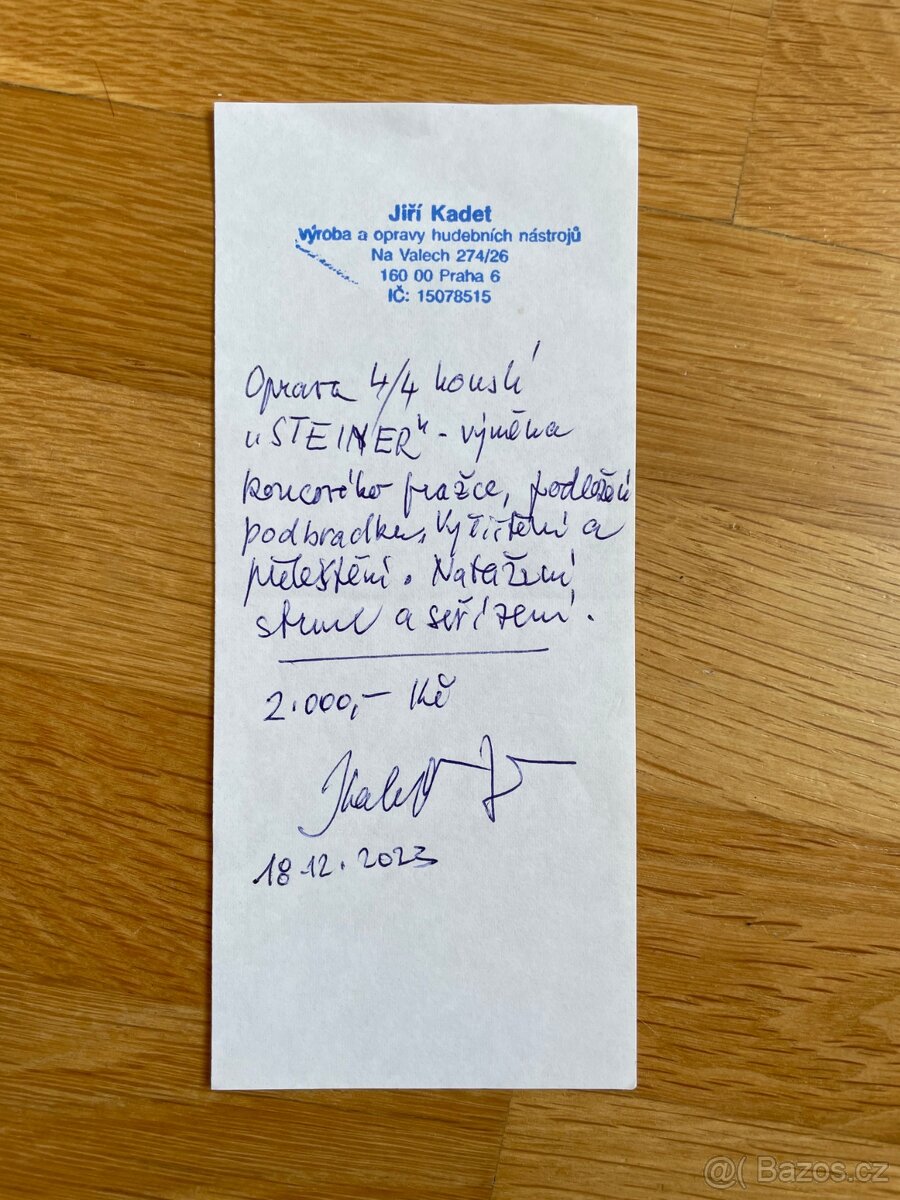 Jiří Kadet
Výroba a opravy hudebních nástrojů
Na Valech 274/26
160 00 Praha 6
IČ: 15078515
Oprava 4/4 houslí
"STEINER" - výměna
koncového pražce, podložení
podbradku, vyčištění a
přeleštění. Natažení
strun a seřízení.
2.000,- Kč
18.12.2023
@( Bazos.cz